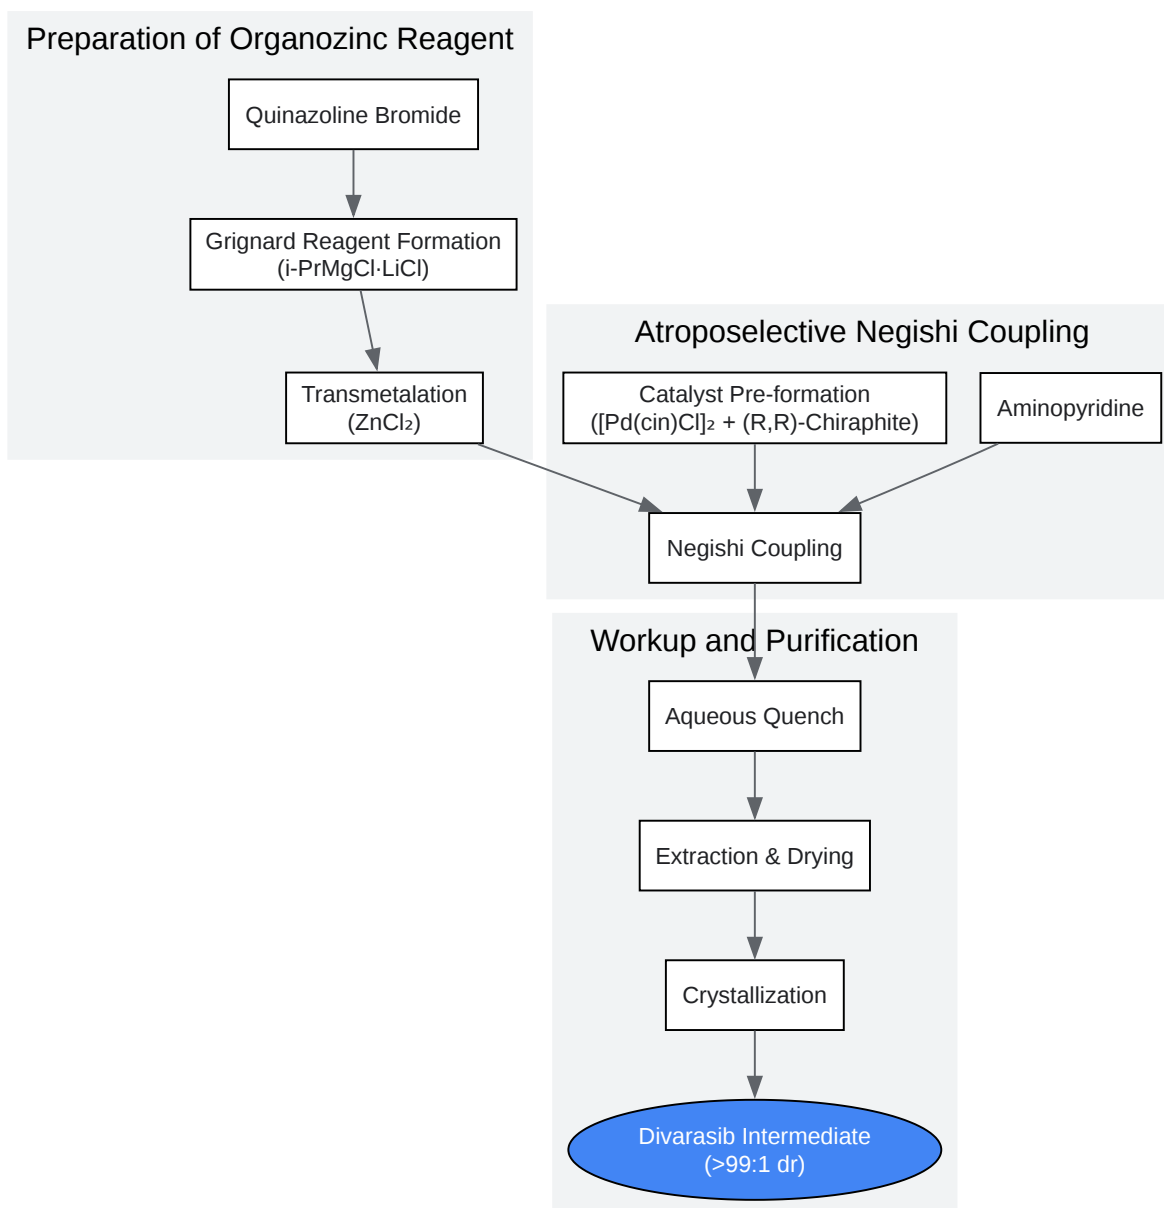 Preparation of Organozinc Reagent
Quinazoline Bromide
Grignard Reagent Formation
(i-PrMgCl·LiCl)
Transmetalation
(ZnCl₂)
Atroposelective Negishi Coupling
Catalyst Pre-formation
([Pd(cin)Cl]₂ + (R,R)-Chiraphite)
Aminopyridine
Negishi Coupling
Workup and Purification
Aqueous Quench
Extraction & Drying
Crystallization
Divarasib Intermediate
(>99:1 dr)